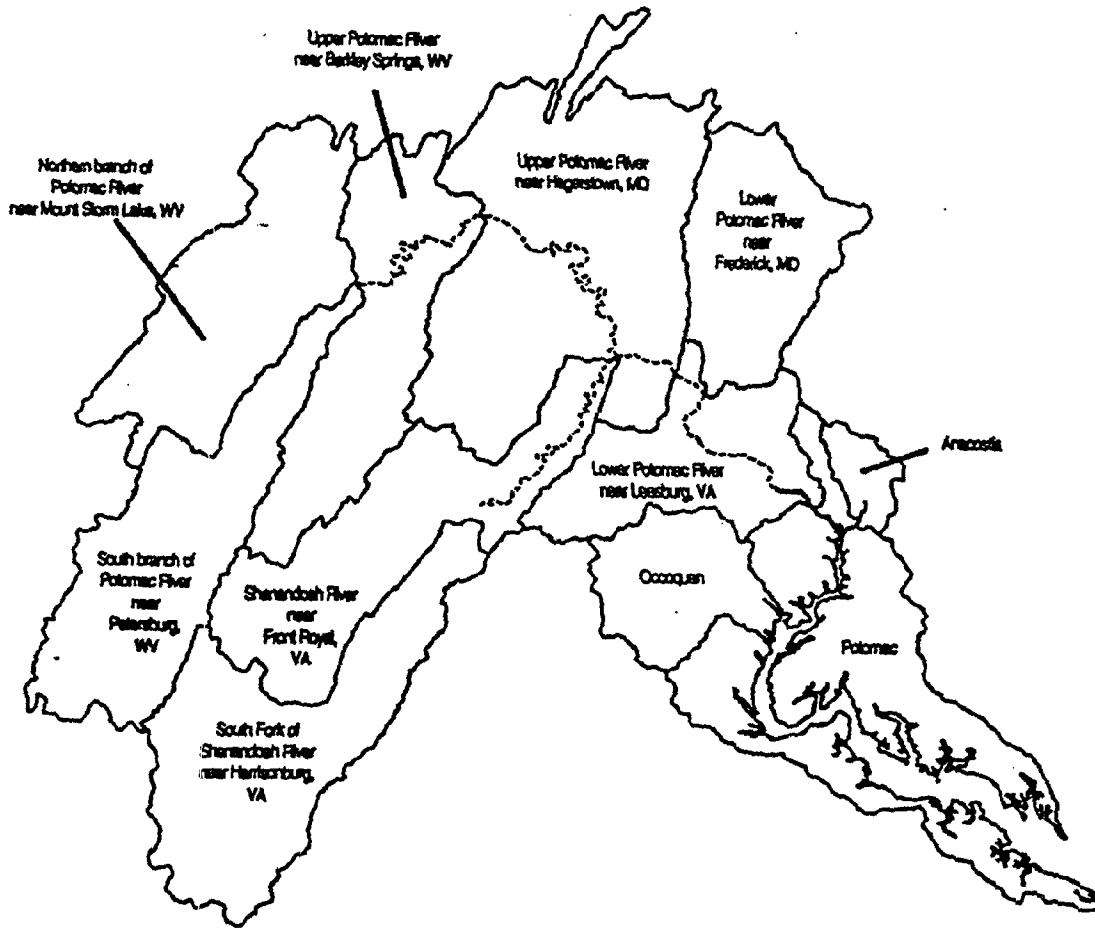 Upper Potomac River
near Berkley Springs, WV
Northern branch of
Potomac River
near Mount Storm Lake, WV
Upper Potomac River
near Hagerstown, MD
Lower
Potomac River
near
Frederick, MD
Anacostia
Lower Potomac River
near Leesburg, VA
South branch of
Potomac River
near
Petersburg,
WV
Shenandoah River
near
Front Royal,
VA
Occoquan
Potomac
South Fork of
Shenandoah River
near Harrisonburg,
VA